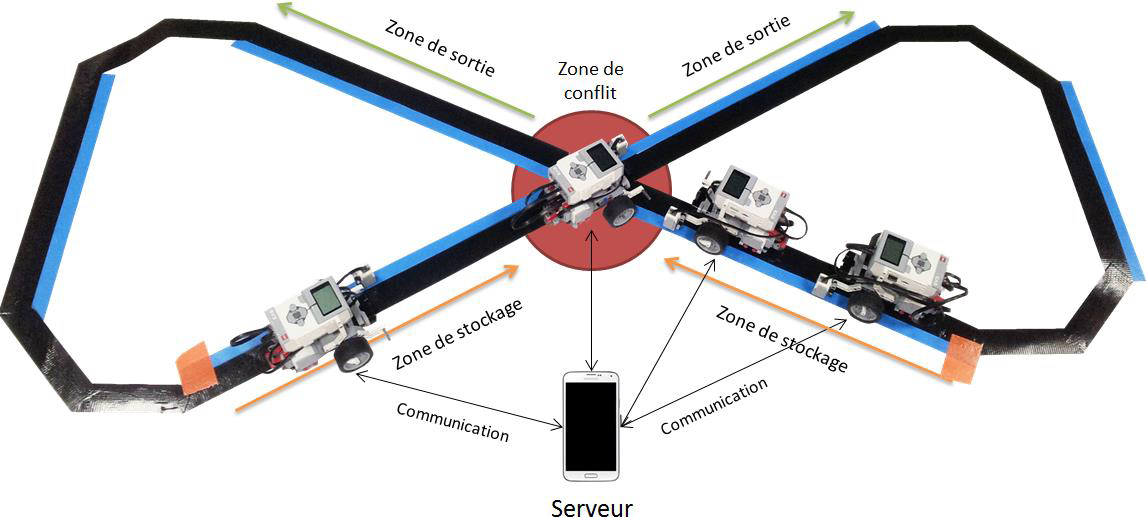 Zone de sortie
Zone de
conflit
Zone de sortie
Zone de stockage
Zone de stockage
Communication
Communication
Serveur